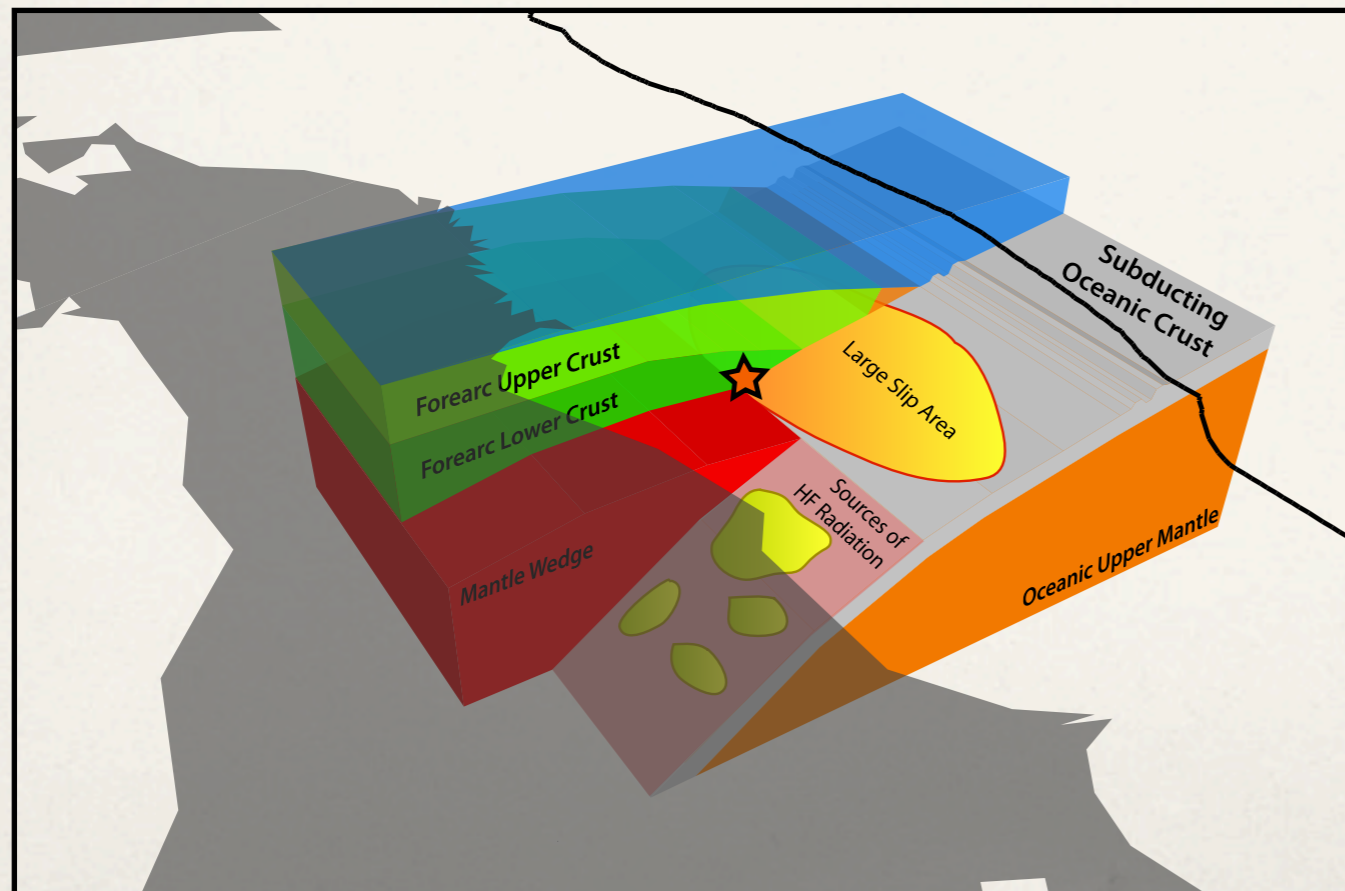 Subducting
Oceanic Crust
Large Slip Area
Forearc Upper Crust
Forearc Lower Crust
Sources of
HF Radiation
Mantle Wedge
Oceanic Upper Mantle